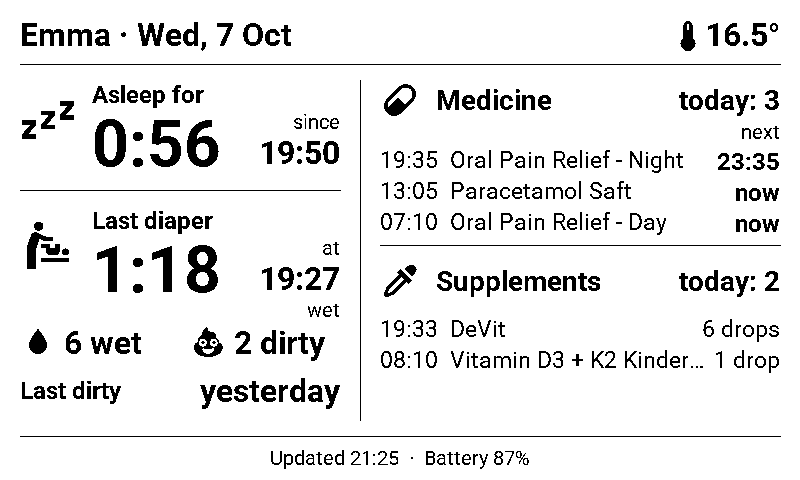 Emma · Wed, 7 Oct
16.5°
zzz
Asleep for
0:56
since
19:50
Last diaper
1:18
at
19:27
wet
6 wet
2 dirty
Last dirty
yesterday
Medicine
today: 3
next
19:35 Oral Pain Relief - Night 23:35
13:05 Paracetamol Saft now
07:10 Oral Pain Relief - Day now
Supplements
today: 2
19:33 DeVit 6 drops
08:10 Vitamin D3 + K2 Kinder... 1 drop
Updated 21:25 · Battery 87%